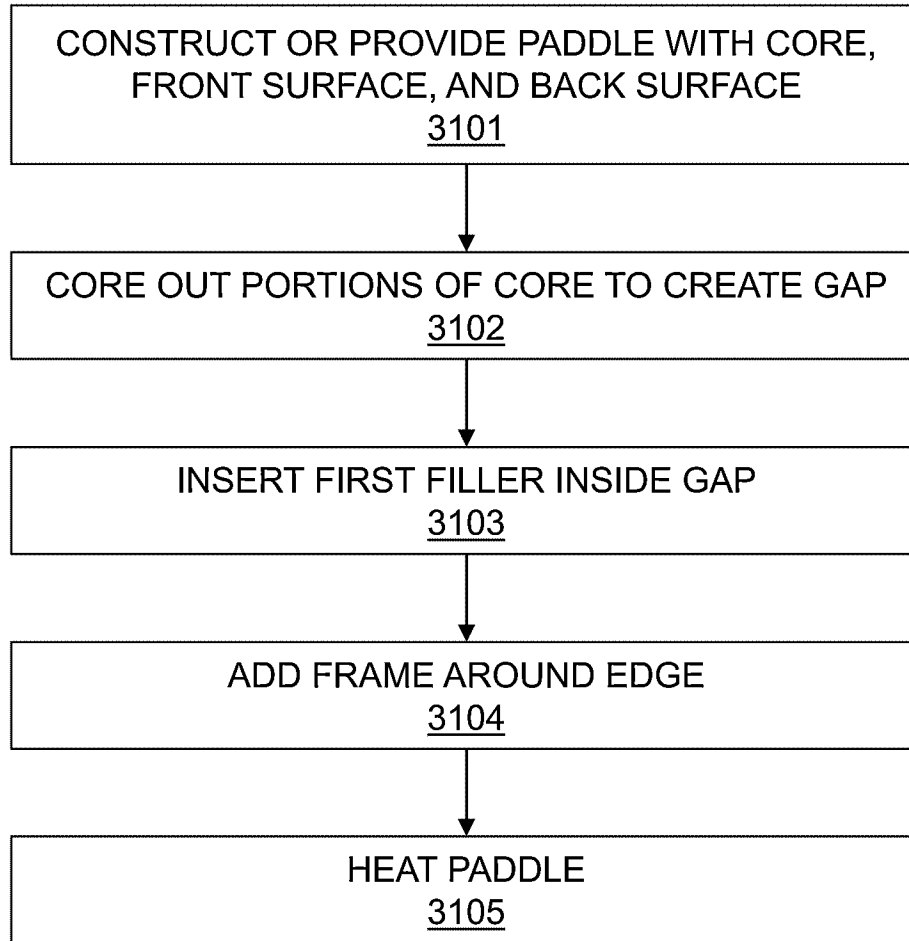 CONSTRUCT OR PROVIDE PADDLE WITH CORE,
FRONT SURFACE, AND BACK SURFACE
3101
CORE OUT PORTIONS OF CORE TO CREATE GAP
3102
INSERT FIRST FILLER INSIDE GAP
3103
ADD FRAME AROUND EDGE
3104
HEAT PADDLE
3105